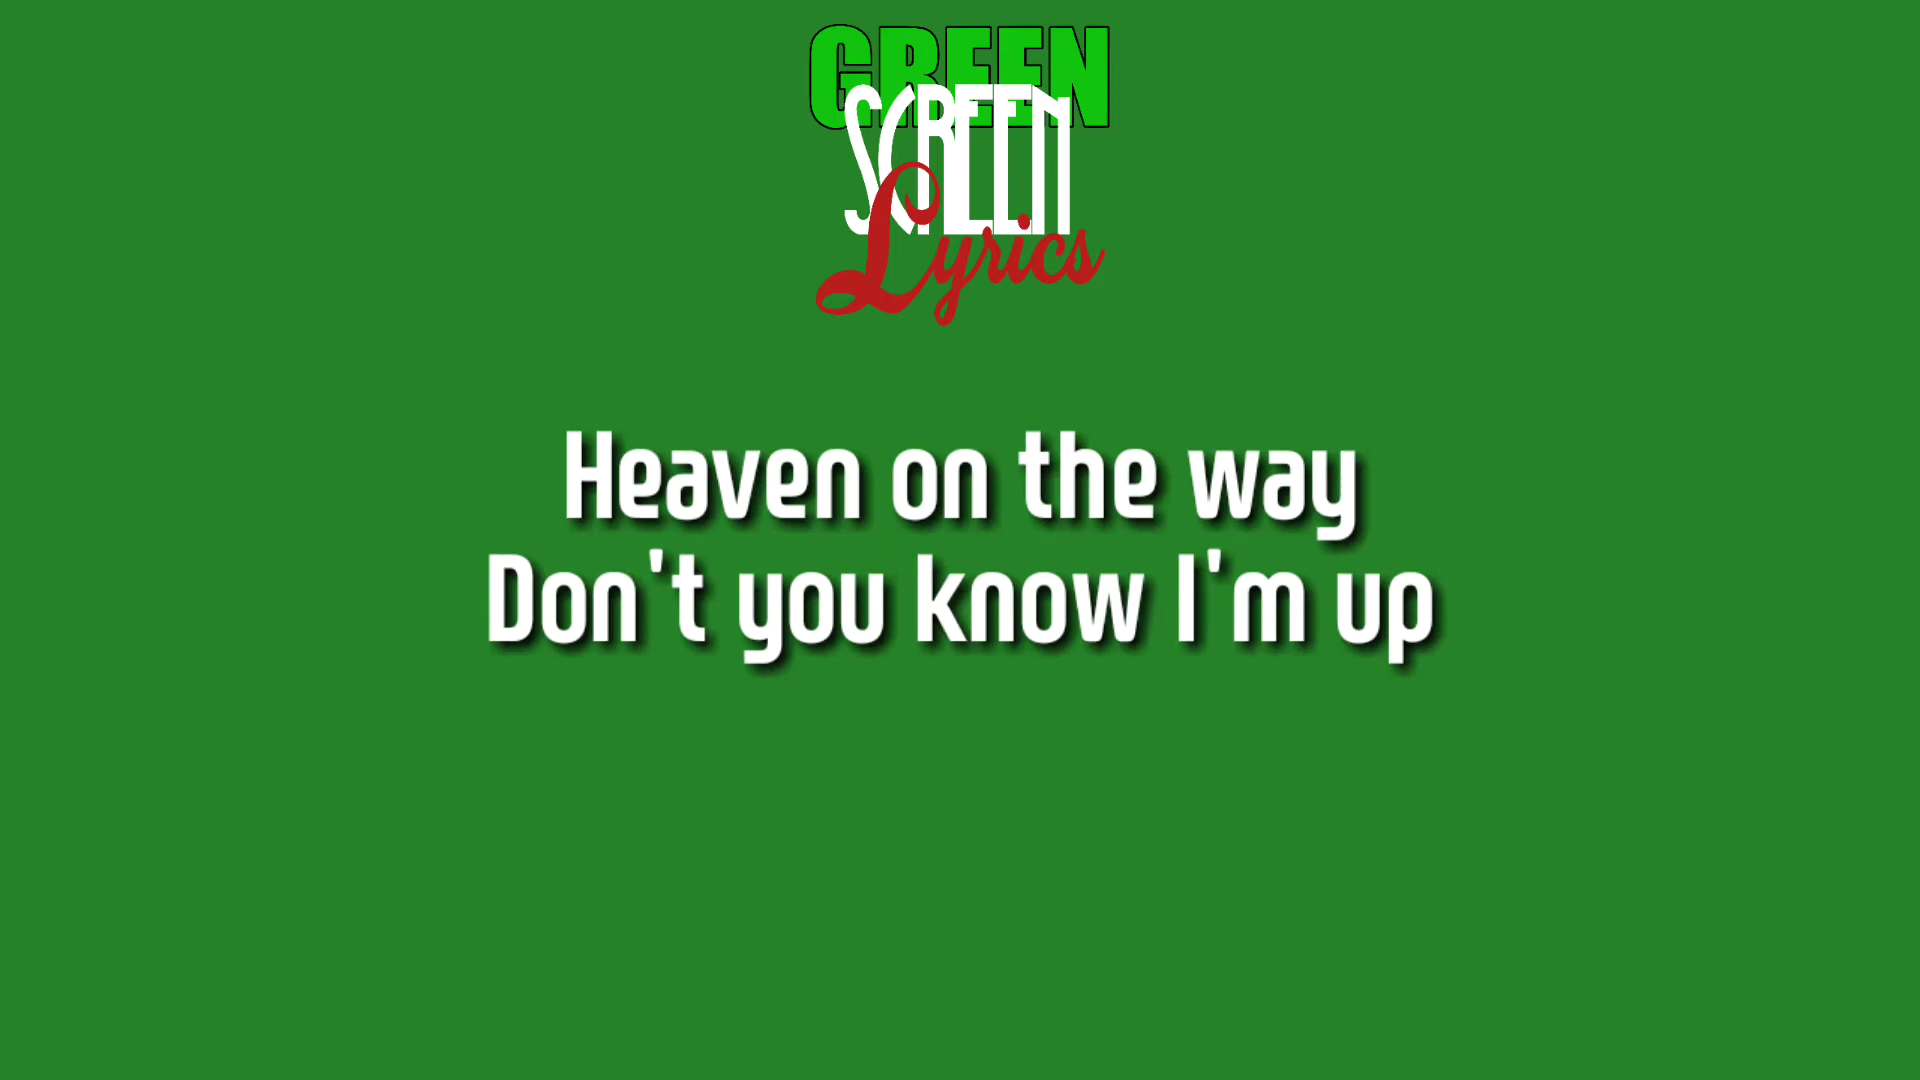 GREEN
SCREEN
Lyrics
Heaven on the way
Don't you know I'm up